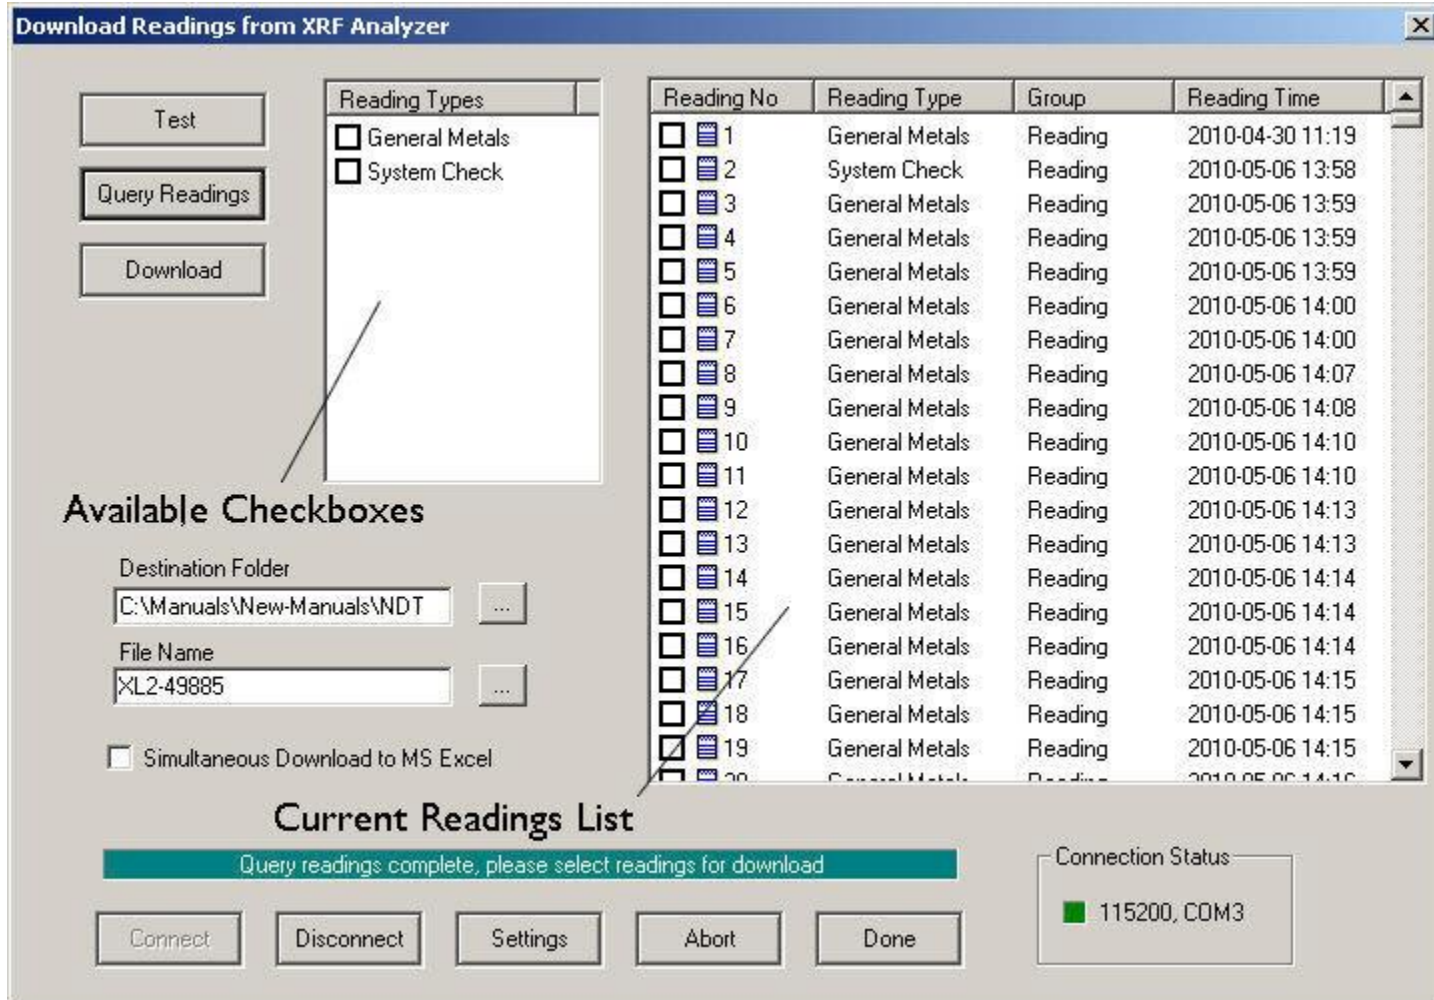 Download Readings from XRF Analyzer
Test
Query Readings
Download
Reading Types
General Metals
System Check
Available Checkboxes
Destination Folder
C:\Manuals\New-Manuals\NDT
...
File Name
XL2-49885
...
Simultaneous Download to MS Excel
Reading No Reading Type Group Reading Time
1 General Metals Reading 2010-04-30 11:19
2 System Check Reading 2010-05-06 13:58
3 General Metals Reading 2010-05-06 13:59
4 General Metals Reading 2010-05-06 13:59
5 General Metals Reading 2010-05-06 13:59
6 General Metals Reading 2010-05-06 14:00
7 General Metals Reading 2010-05-06 14:00
8 General Metals Reading 2010-05-06 14:07
9 General Metals Reading 2010-05-06 14:08
10 General Metals Reading 2010-05-06 14:10
11 General Metals Reading 2010-05-06 14:10
12 General Metals Reading 2010-05-06 14:13
13 General Metals Reading 2010-05-06 14:13
14 General Metals Reading 2010-05-06 14:14
15 General Metals Reading 2010-05-06 14:14
16 General Metals Reading 2010-05-06 14:14
17 General Metals Reading 2010-05-06 14:15
18 General Metals Reading 2010-05-06 14:15
19 General Metals Reading 2010-05-06 14:15
20 General Metals Reading 2010-05-06 14:16
Current Readings List
Query readings complete, please select readings for download
Connection Status
115200, COM3
Connect
Disconnect
Settings
Abort
Done